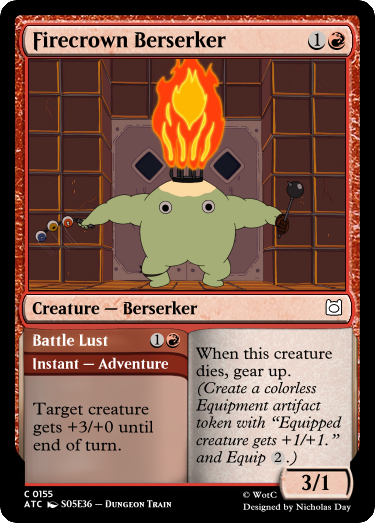 Firecrown Berserker 1
Creature — Berserker
Battle Lust 1
Instant — Adventure
Target creature
gets +3/+0 until
end of turn.
When this creature
dies, gear up.
(Create a colorless
Equipment artifact
token with “Equipped
creature gets +1/+1.”
and Equip 2.)
3/1
C 0155
ATC S05E36 – Dungeon Train
© WotC
Designed by Nicholas Day